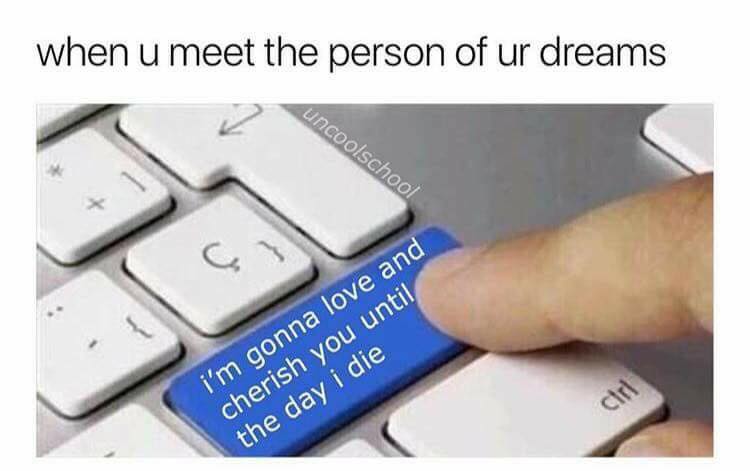 when u meet the person of ur dreams
uncoolschool
* +
Ç }
¨ ´ {
i'm gonna love and
cherish you until
the day i die
ctrl